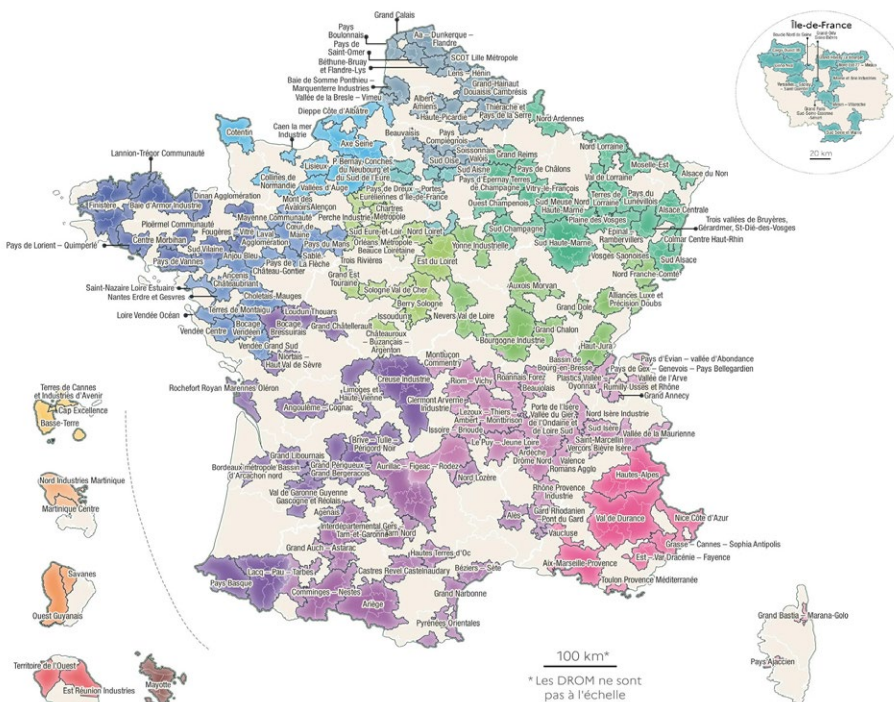 Grand Calais
Pays
Boulonnais
Aa – Dunkerque –
Flandre
Pays de
Saint-Omer
SCOT Lille Métropole
Béthune-Bruay
et Flandre-Lys
Lens – Hénin
Baie de Somme Ponthieu –
Marquenterre Industries
Grand-Hainaut
Douaisis Cambrésis
Vallée de la Bresle – Vimeu
Albert-
Amiens
Thiérache et
Pays de la Serre
Haute-Picardie
Dieppe Côte d'Albâtre
Nord Ardennes
Cotentin
Caen la mer
Industrie
Axe Seine
Beauvaisis
Pays
Compiégnois
Soissonnais
Valois
Grand Reims
Nord Lorraine
Moselle-Est
Lannion-Trégor Communauté
Lisieux
P. Bernay-Conches
du Neubourg et
du Sud de l'Eure
Sud Oise
Sud Aisne
Pays de Châlons
Val de Lorraine
Alsace du Nord
Collines de
Normandie
Vallées d'Auge
Pays de Dreux – Portes
Euréliennes d'Île-de-France
Pays d'Epernay Terres
de Champagne
Vitry-le-François
Terres de
Lorraine
Pays du
Lunévillois
Finistère
Baie d'Armor Industrie
Dinan Agglomération
Mont des
Avaloirs
Alençon
Chartres
Métropole
Ouest Champenois
Sud Meuse Nord
Haute-Marne
Alsace Centrale
Ploërmel Communauté
Mayenne Communauté
Perche Industrie
Plaine des Vosges
Trois vallées de Bruyères,
Gérardmer, St-Dié-des-Vosges
Fougères –
Vitré
Laval
Agglomération
Cœur de
Maine
Sud Eure-et-Loir
Nord Loiret
Sud Champagne
Epinal
Rambervillers
Pays de Lorient – Quimperlé
Centre Morbihan
Sud Vilaine
Anjou Bleu
Pays du Mans
Orléans Métropole
Beauce Loretaine
Yonne Industrielle
Sud Haute-Marne
Colmar Centre Haut-Rhin
Pays de Vannes
Sablé
Pays de
La Flèche
Trois Rivières
Est du Loiret
Vosges Saonoises
Sud Alsace
Château-Gontier
Nord Franche-Comté
Ancenis
Châteaubriant
Grand Est
Touraine
Sologne Val de Cher
Auxois Morvan
Saint-Nazaire Loire Estuaire
Nantes Erdre et Gesvres
Choletais-Mauges
Berry Sologne
Grand Dole
Alliances Luxe et
Précision Doubs
Loire Vendée Océan
Terres de Montaigu
Loudun Thouars
Issoudun
Nevers Val de Loire
Vendée Centre
Bocage
Vendéen
Bocage
Bressuirais
Grand Châtellerault
Châteauroux
Buzançais –
Argenton
Bourgogne Industrie
Grand Chalon
Vendée Grand Sud
Haut-Jura
Niortais –
Haut Val de Sèvre
Montluçon
Commentry
Bassin de
Bourg-en-Bresse
Pays d'Evian – vallée d'Abondance
Pays de Gex – Genevois – Pays Bellegardien
Rochefort Royan Marennes Oléron
Creuse Industrie
Riom – Vichy
Roannais Forez
Plastics Vallée
Oyonnax
Vallée de l'Arve
Rumilly Usses et Rhône
Limoges et
Haute-Vienne
Beaujolais
Grand Annecy
Angoulême – Cognac
Clermont Arverne
Industrie
Lezoux – Thiers –
Ambert – Montbrison
Porte de l'Isère
Vallée du Gier
de l'Ondaine et
de Loire Sud
Nord Isère Industrie
Issoire – Brioude
Sud Isère
Vallée de la Maurienne
Brive – Tulle –
Périgord Noir
Le Puy – Jeune Loire
Saint-Marcellin
Vercors Bièvre Isère
Grand Libournais
Grand Périgueux –
Grand Bergeracois
Aurillac – Figeac – Rodez
Ardèche
Drôme Nord
Valence
Romans Agglo
Bordeaux métropole Bassin
d'Arcachon nord
Nord Lozère
Hautes-Alpes
Val de Garonne Guyenne
Gascogne et Réolais
Rhône Provence
Industrie
Agenais
Alès
Gard Rhodanien
Pont du Gard
Val de Durance
Nice Côte d'Azur
Interdépartemental Gers –
Tarn-et-Garonne
Tarn Nord
Vaucluse
Grasse – Cannes – Sophia Antipolis
Grand Auch – Astarac
Hautes Terres d'Oc
Est – Var Dracénie – Fayence
Lacq – Pau – Tarbes
Castres Revel Castelnaudary
Béziers – Sète
Aix-Marseille-Provence
Pays Basque
Toulon Provence Méditerranée
Comminges – Nestes
Ariège
Grand Narbonne
Pyrénées Orientales
Grand Bastia – Marana-Golo
Pays Ajaccien
Terres de Cannes
et Industries d'Avenir
Cap Excellence
Basse-Terre
Nord Industries Martinique
Martinique Centre
Savanes
Ouest Guyanais
Territoire de l'Ouest
Est Réunion Industries
Mayotte
100 km*
* Les DROM ne sont
pas à l'échelle
Île-de-France
20 km